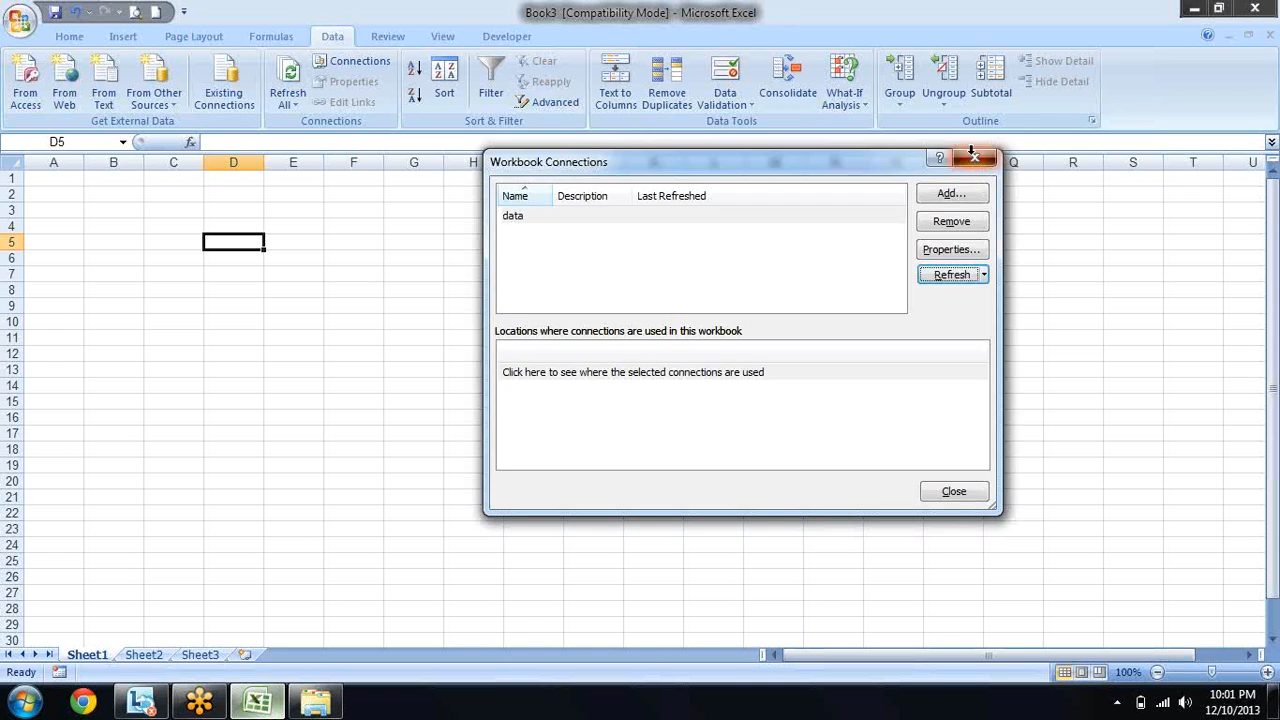 Book3 [Compatibility Mode] - Microsoft Excel
Home Insert Page Layout Formulas Data Review View Developer
From Access
From Web
From Text
From Other Sources
Existing Connections
Get External Data
Refresh All
Connections
Properties
Edit Links
Connections
Sort
Filter
Clear
Reapply
Advanced
Sort & Filter
Text to Columns
Remove Duplicates
Data Validation
Consolidate
What-If Analysis
Data Tools
Group
Ungroup
Subtotal
Show Detail
Hide Detail
Outline
D5 fx
A B C D E F G H Q R S T U
1
2
3
4
5
6
7
8
9
10
11
12
13
14
15
16
17
18
19
20
21
22
23
24
25
26
27
28
29
30
Workbook Connections
Name Description Last Refreshed
data
Add...
Remove
Properties...
Refresh
Locations where connections are used in this workbook
Click here to see where the selected connections are used
Close
Sheet1 Sheet2 Sheet3
Ready 100%
10:01 PM
12/10/2013